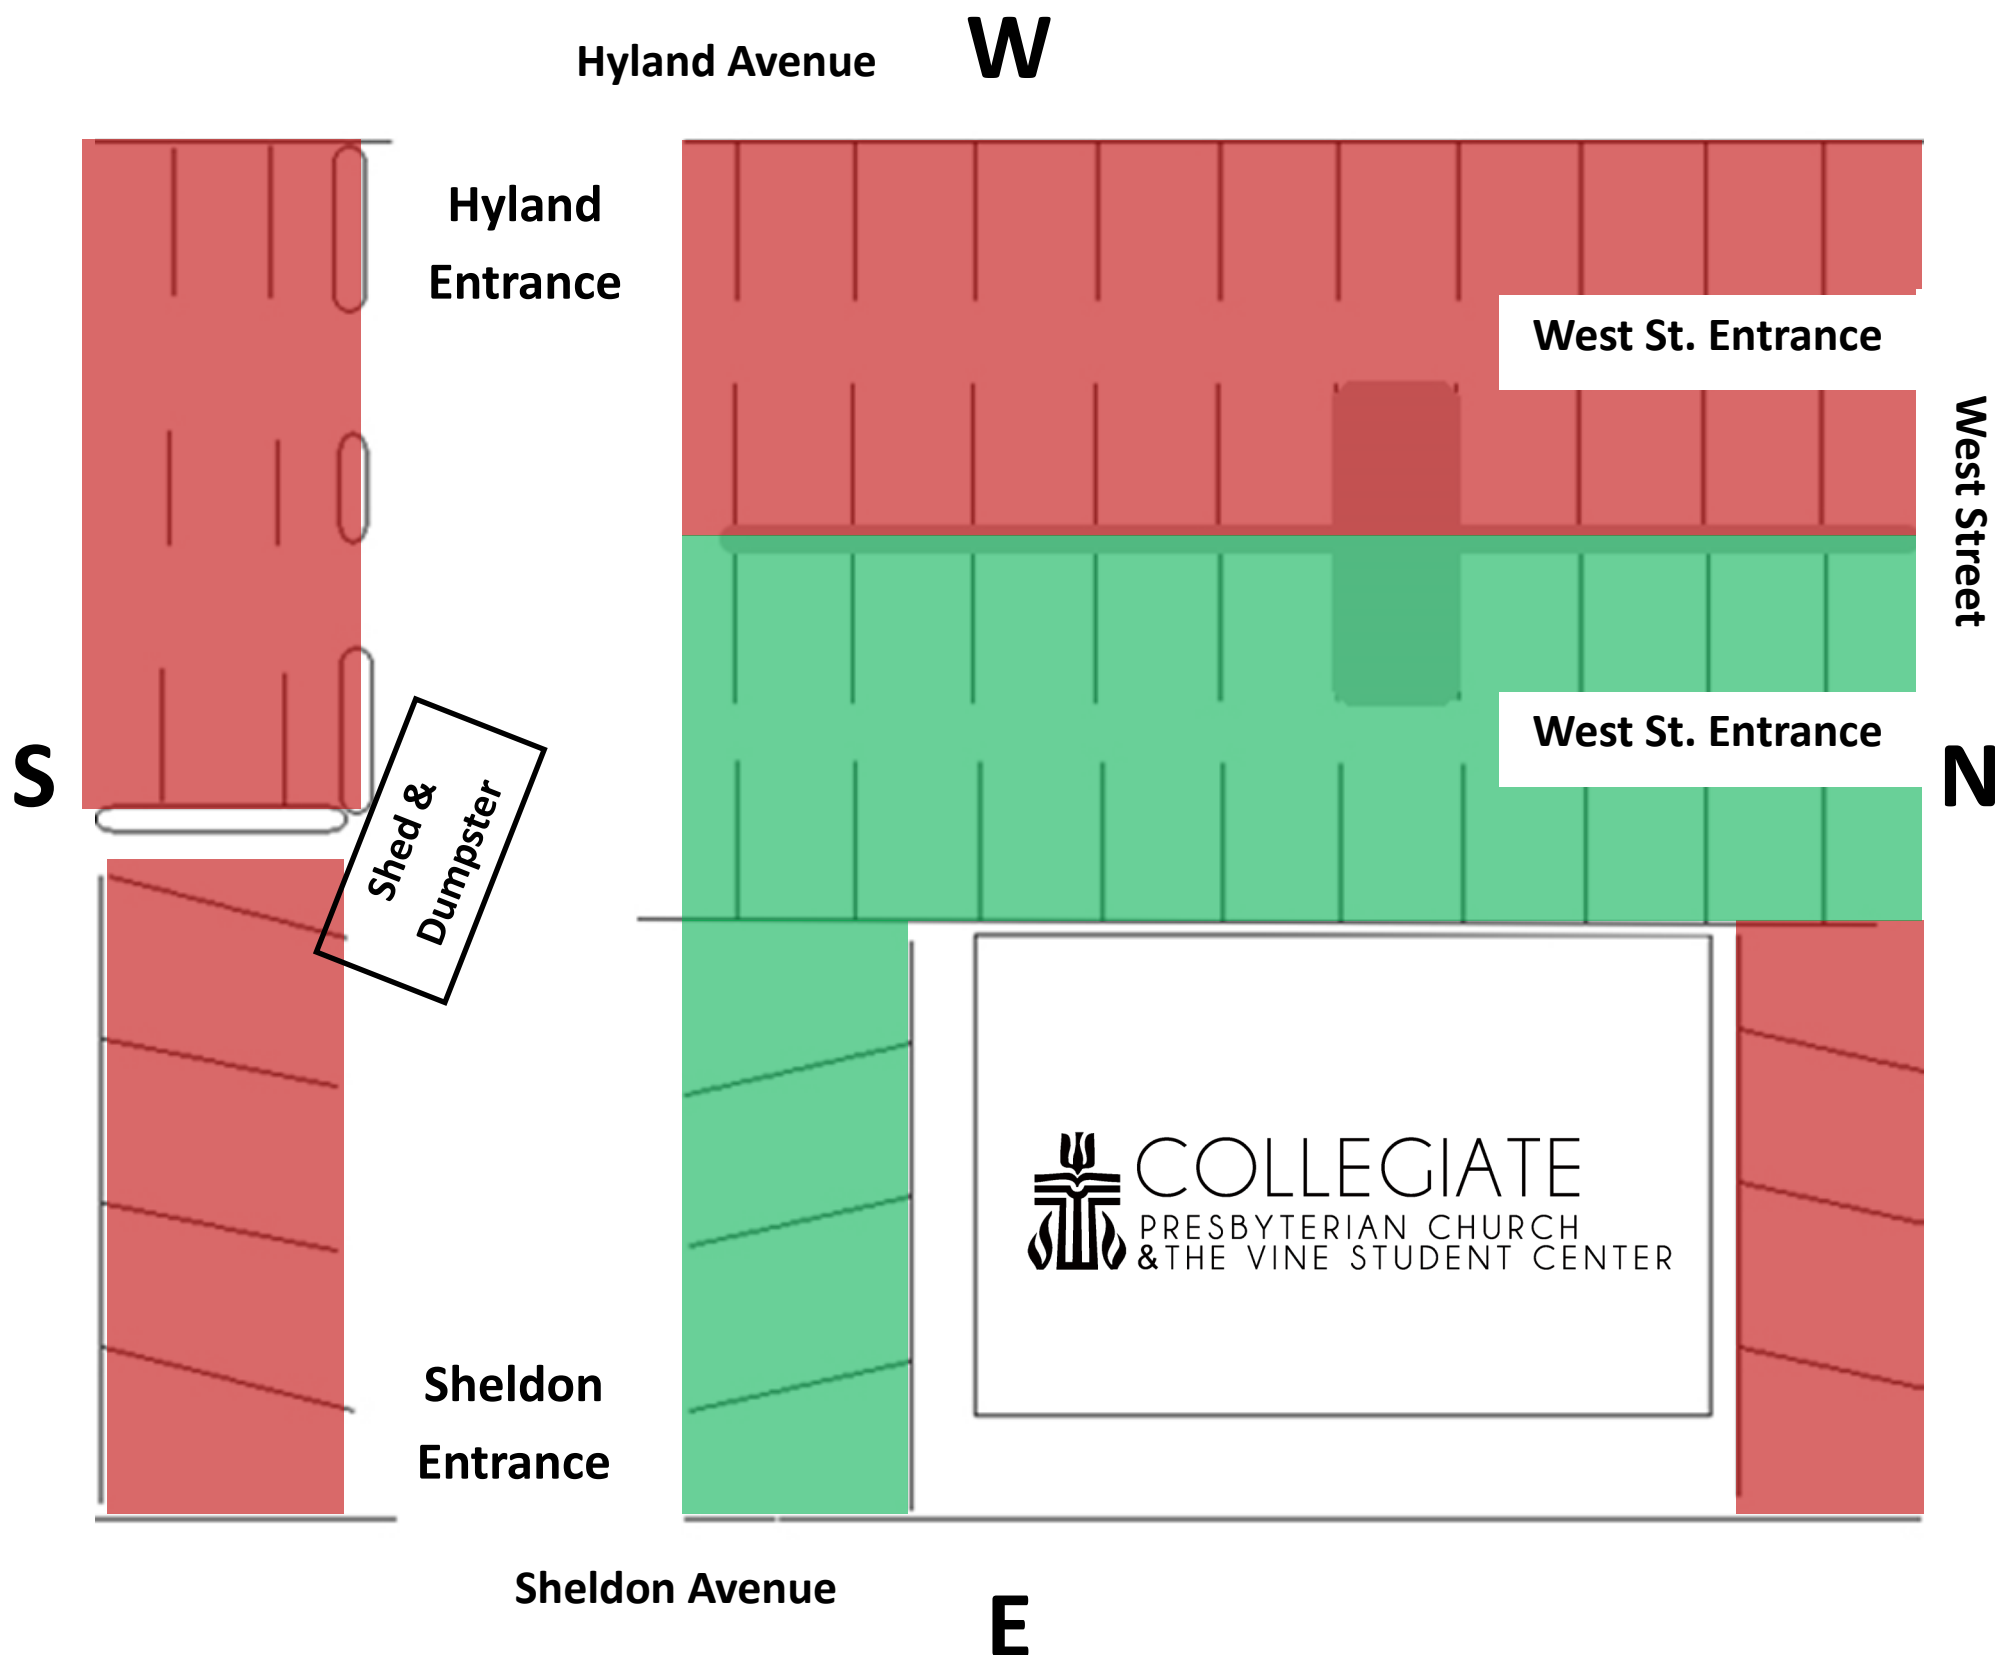 W
Hyland Avenue
Hyland
Entrance
West St. Entrance
West Street
West St. Entrance
S
N
Shed &
Dumpster
COLLEGIATE
PRESBYTERIAN CHURCH
&THE VINE STUDENT CENTER
Sheldon
Entrance
Sheldon Avenue
E